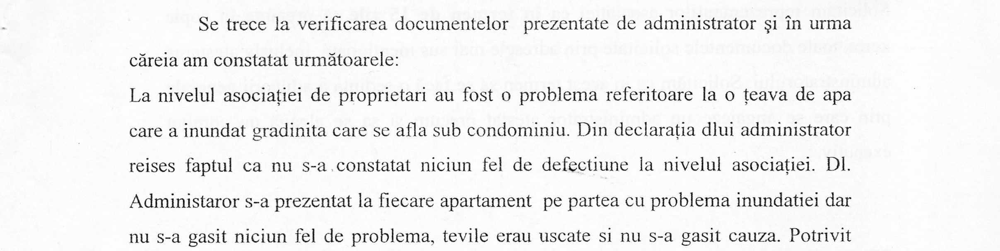 Se trece la verificarea documentelor prezentate de administrator și în urma
căreia am constatat următoarele:
La nivelul asociației de proprietari au fost o problema referitoare la o țeava de apa
care a inundat gradinita care se afla sub condominiu. Din declarația dlui administrator
reises faptul ca nu s-a constatat niciun fel de defectiune la nivelul asociației. Dl.
Administaror s-a prezentat la fiecare apartament pe partea cu problema inundatiei dar
nu s-a gasit niciun fel de problema, tevile erau uscate si nu s-a gasit cauza. Potrivit